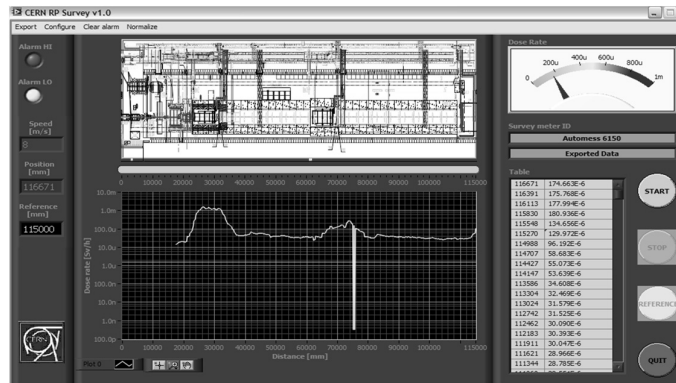 CERN RP Survey v1.0
Export Configure Clear alarm Normalize
Alarm HI
Alarm LO
Speed
[m/s]
8
Position
[mm]
116671
Reference
[mm]
115000
CERN
0 10000 20000 30000 40000 50000 60000 70000 80000 90000 100000 115000
Dose rate [Sv/h]
10.0m
1.0m
100.0u
10.0u
1.0u
100.0n
10.0n
1.0n
100.0p
0 10000 20000 30000 40000 50000 60000 70000 80000 90000 100000 115000
Distance [mm]
Plot 0
Dose Rate
0 200u 400u 600u 800u 1m
Survey meter ID
Automess 6150
Exported Data
Table
116671 174.663E-6
116391 175.768E-6
116113 177.994E-6
115830 180.936E-6
115548 134.656E-6
115270 129.972E-6
114988 96.192E-6
114707 58.683E-6
114427 55.073E-6
114147 53.639E-6
113586 34.608E-6
113304 32.469E-6
113024 31.579E-6
112742 31.525E-6
112462 30.090E-6
112183 30.393E-6
111911 30.047E-6
111621 28.966E-6
111344 28.785E-6
START
STOP
REFERENCE
QUIT